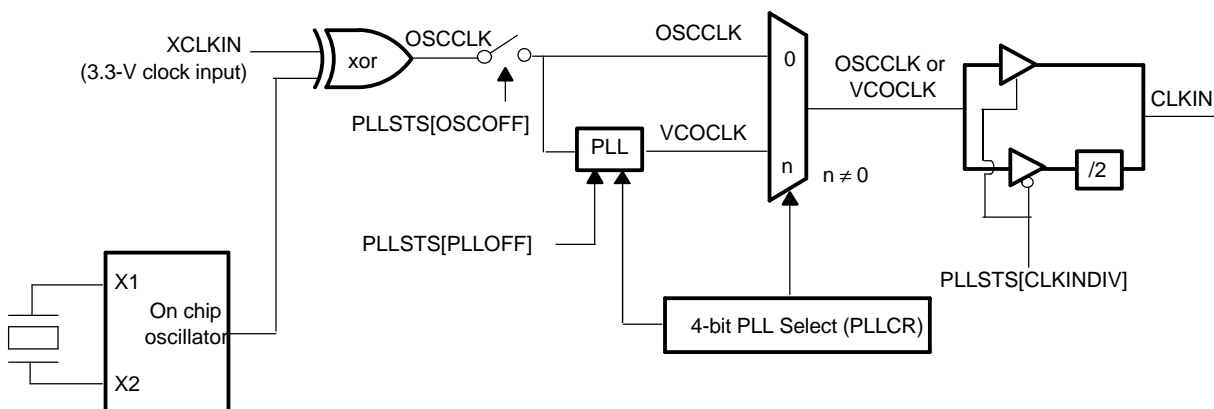 XCLKIN
(3.3-V clock input)
xor
OSCCLK
PLLSTS[OSCOFF]
OSCCLK
0
PLL
VCOCLK
n
n ≠ 0
PLLSTS[PLLOFF]
OSCCLK or
VCOCLK
CLKIN
/2
PLLSTS[CLKINDIV]
X1
On chip
oscillator
X2
4-bit PLL Select (PLLCR)